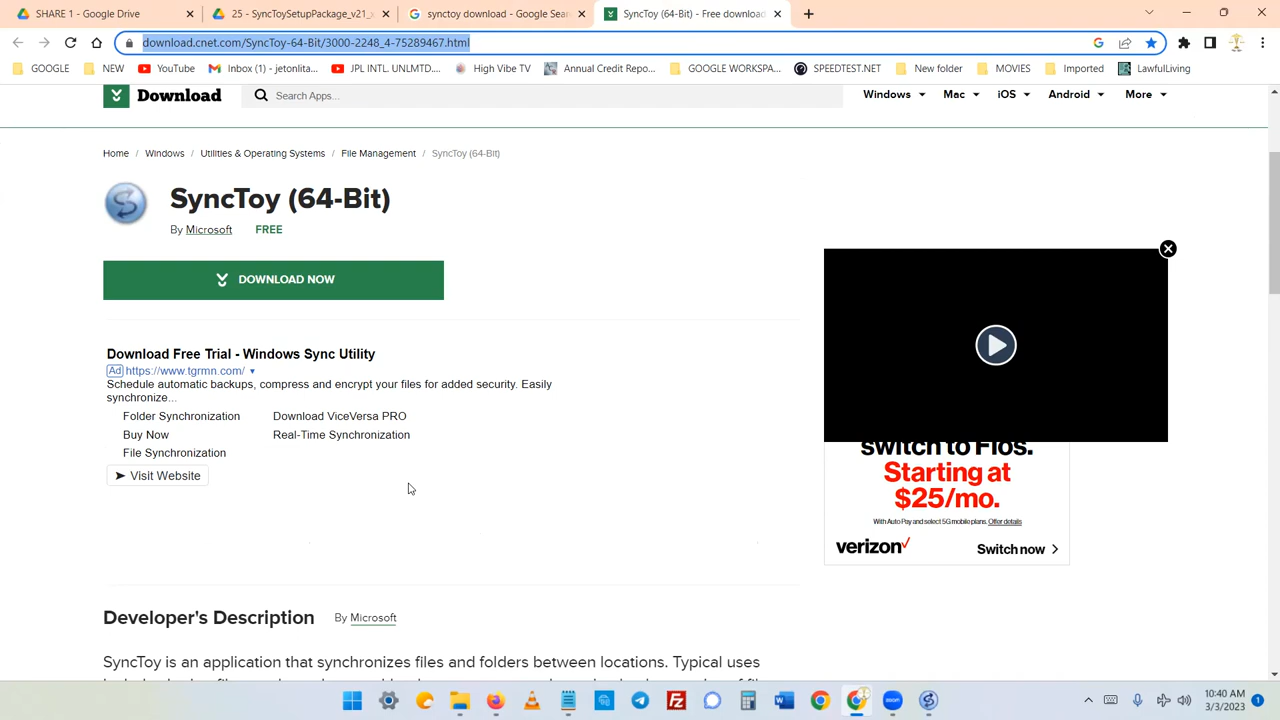 SHARE 1 - Google Drive
25 - SyncToySetupPackage_v21_x
synctoy download - Google Sear
SyncToy (64-Bit) - Free download
download.cnet.com/SyncToy-64-Bit/3000-2248_4-75289467.html
GOOGLE
NEW
YouTube
Inbox (1) - jetonlita...
JPL INTL. UNLMTD...
High Vibe TV
Annual Credit Repo...
GOOGLE WORKSPA...
SPEEDTEST.NET
New folder
MOVIES
Imported
LawfulLiving
Download
Search Apps...
Windows
Mac
iOS
Android
More
Home / Windows / Utilities & Operating Systems / File Management / SyncToy (64-Bit)
SyncToy (64-Bit)
By Microsoft FREE
DOWNLOAD NOW
Download Free Trial - Windows Sync Utility
Ad https://www.tgrmn.com/
Schedule automatic backups, compress and encrypt your files for added security. Easily
synchronize...
Folder Synchronization
Download ViceVersa PRO
Buy Now
Real-Time Synchronization
File Synchronization
Visit Website
switch to Fios.
Starting at
$25/mo.
With Auto Pay and select 5G mobile plans. Offer details
verizon
Switch now
Developer's Description By Microsoft
SyncToy is an application that synchronizes files and folders between locations. Typical uses
zoom
10:40 AM
3/3/2023
1